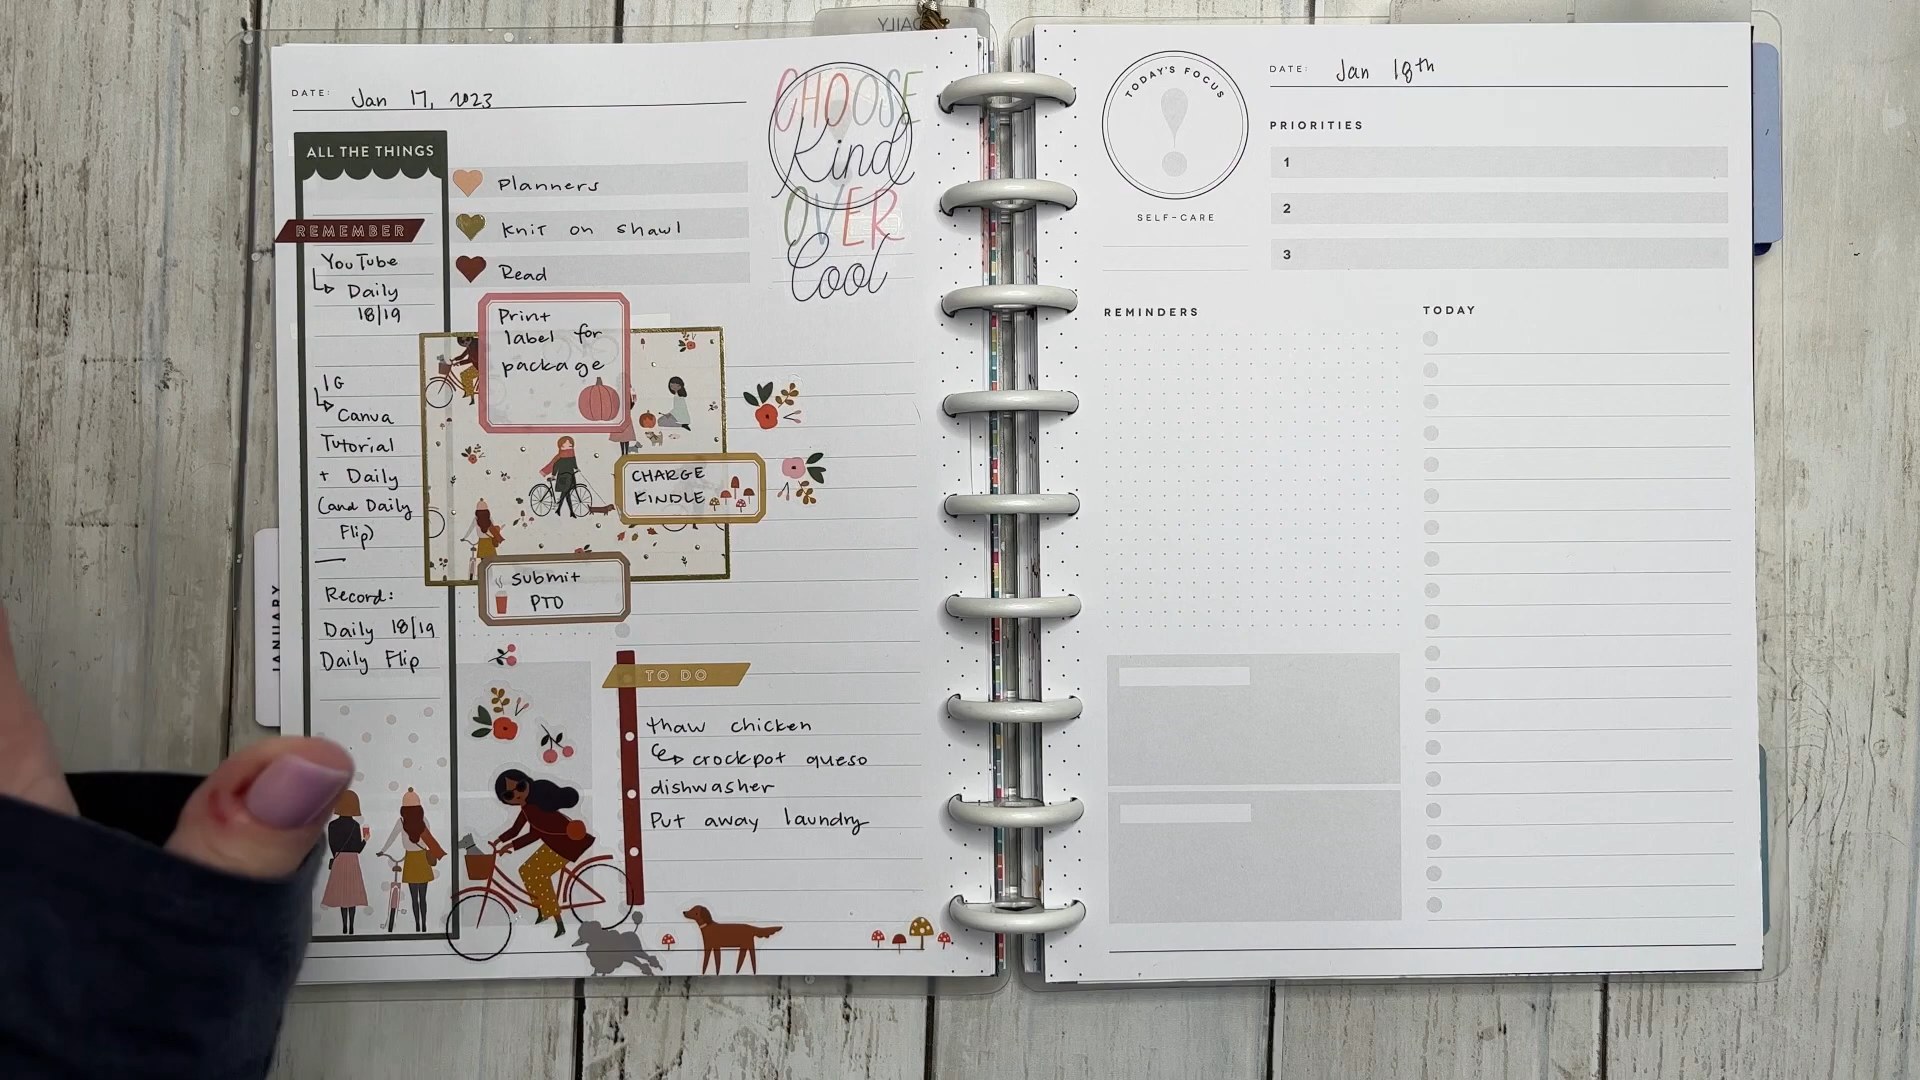 YJIAD
DATE: Jan 17, 2023
CHOOSE
Kind
OVER
Cool
ALL THE THINGS
REMEMBER
YouTube
Daily
18/19
IG
Canva
Tutorial
+ Daily
(and Daily
Flip)
Record:
Daily 18/19
Daily Flip
Planners
Knit on shawl
Read
Print
label for
package
CHARGE
KINDLE
submit
PTO
TO DO
thaw chicken
crockpot queso
dishwasher
Put away laundry
JANUARY
TODAY'S FOCUS
SELF-CARE
DATE: Jan 18th
PRIORITIES
1
2
3
REMINDERS
TODAY